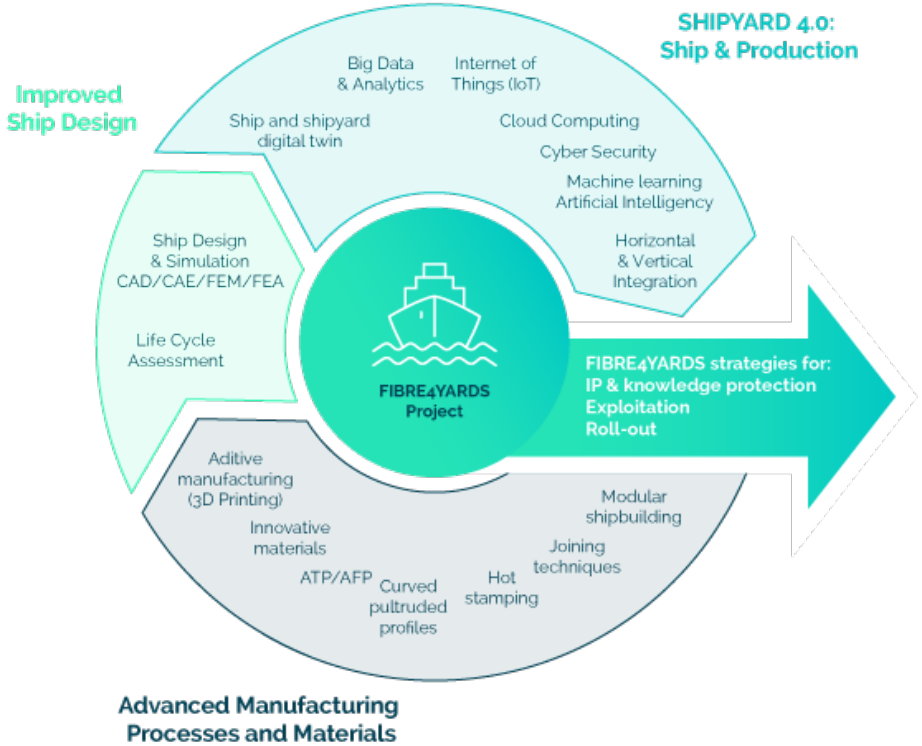 SHIPYARD 4.0:
Ship & Production
Big Data
& Analytics
Internet of
Things (IoT)
Improved
Ship Design
Ship and shipyard
digital twin
Cloud Computing
Cyber Security
Machine learning
Artificial Intelligency
Horizontal
& Vertical
Integration
Ship Design
& Simulation
CAD/CAE/FEM/FEA
Life Cycle
Assessment
FIBRE4YARDS
Project
FIBRE4YARDS strategies for:
IP & knowledge protection
Exploitation
Roll-out
Aditive
manufacturing
(3D Printing)
Innovative
materials
ATP/AFP
Curved
pultruded
profiles
Hot
stamping
Joining
techniques
Modular
shipbuilding
Advanced Manufacturing
Processes and Materials